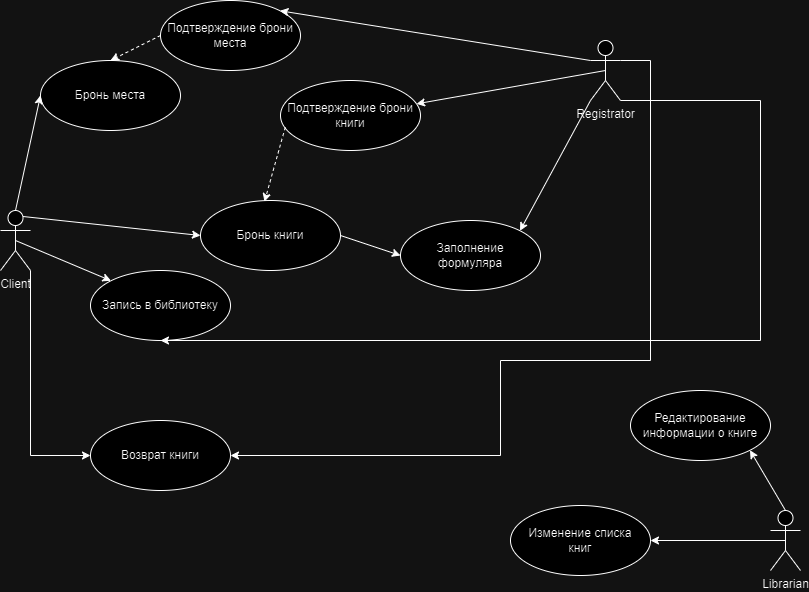 Подтверждение брони
места
Бронь места
Подтверждение брони
книги
Registrator
Бронь книги
Заполнение
формуляра
Client
Запись в библиотеку
Возврат книги
Редактирование
информации о книге
Изменение списка
книг
Librarian